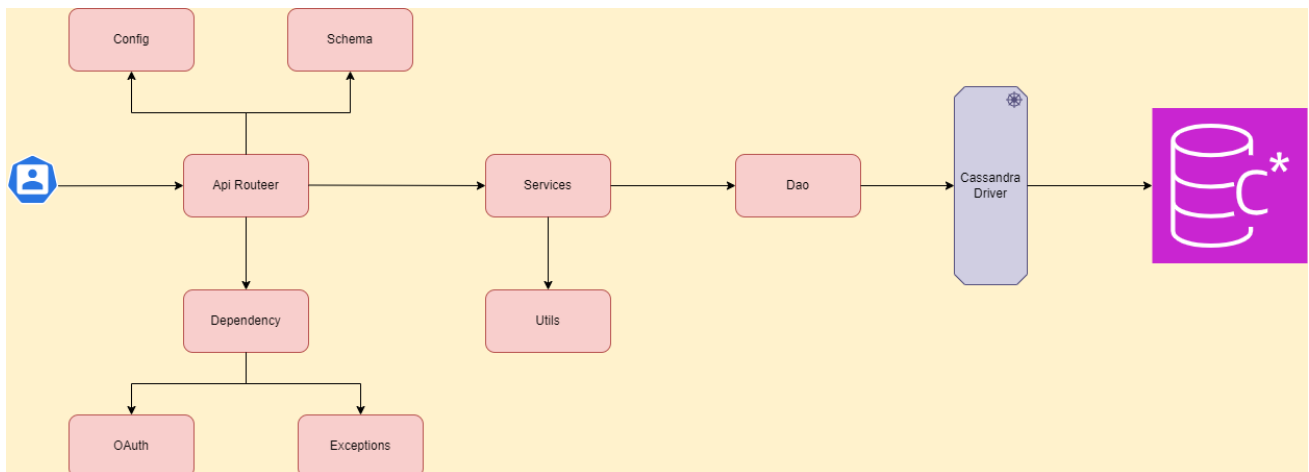 Config
Schema
Api Routeer
Services
Dao
Cassandra
Driver
C*
Dependency
Utils
OAuth
Exceptions